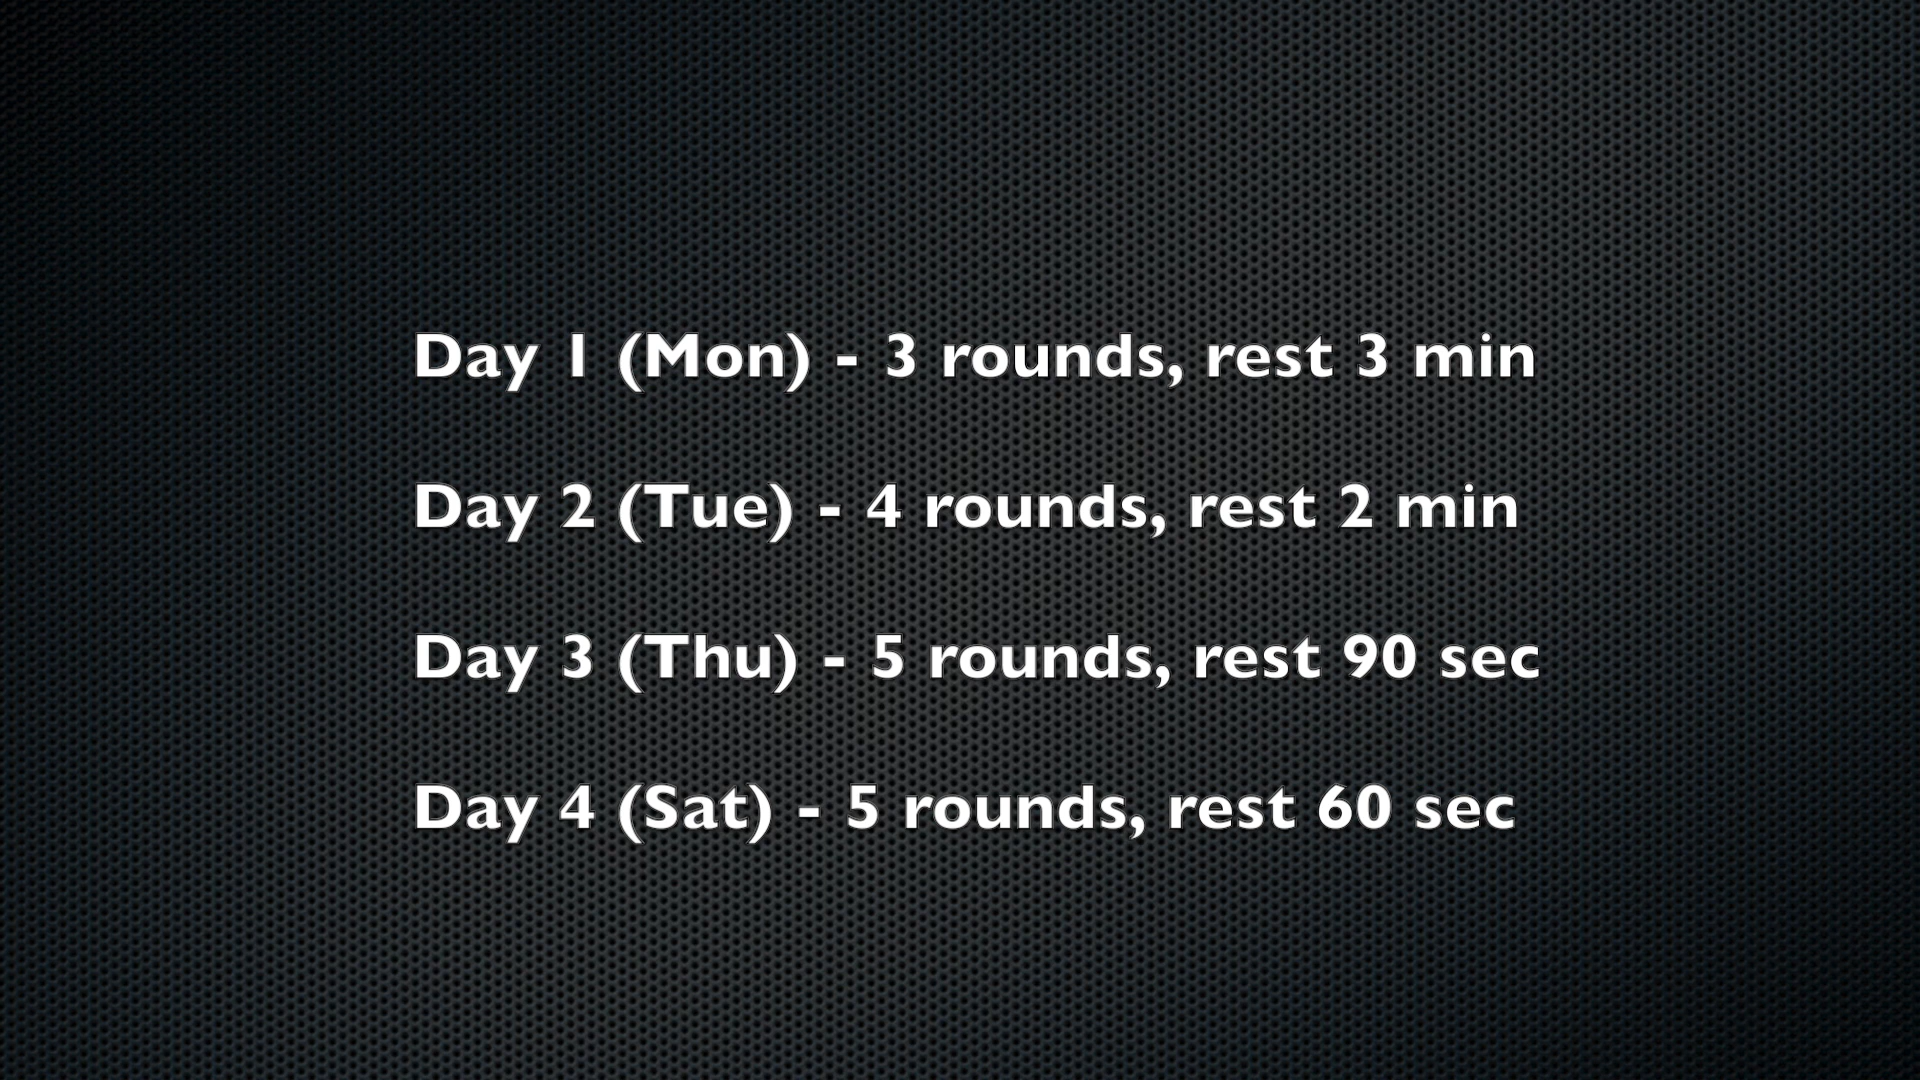 Day 1 (Mon) - 3 rounds, rest 3 min
Day 2 (Tue) - 4 rounds, rest 2 min
Day 3 (Thu) - 5 rounds, rest 90 sec
Day 4 (Sat) - 5 rounds, rest 60 sec